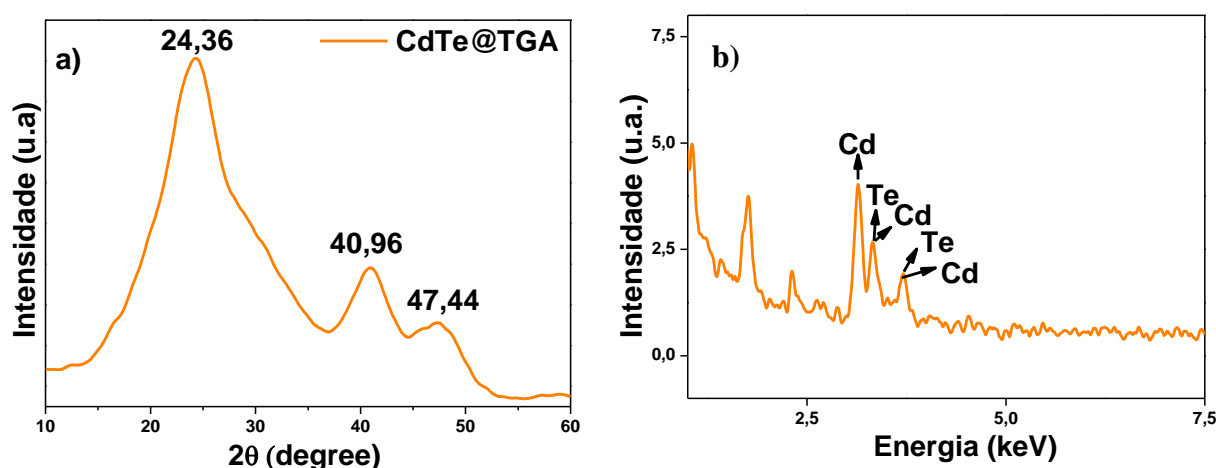 a)
24,36
CdTe@TGA
40,96
47,44
Intensidade (u.a)
10 20 30 40 50 60
2θ (degree)
b)
7,5
5,0
2,5
0,0
Cd
Te
Cd
Te
Cd
Intensidade (u.a.)
2,5 5,0 7,5
Energia (keV)